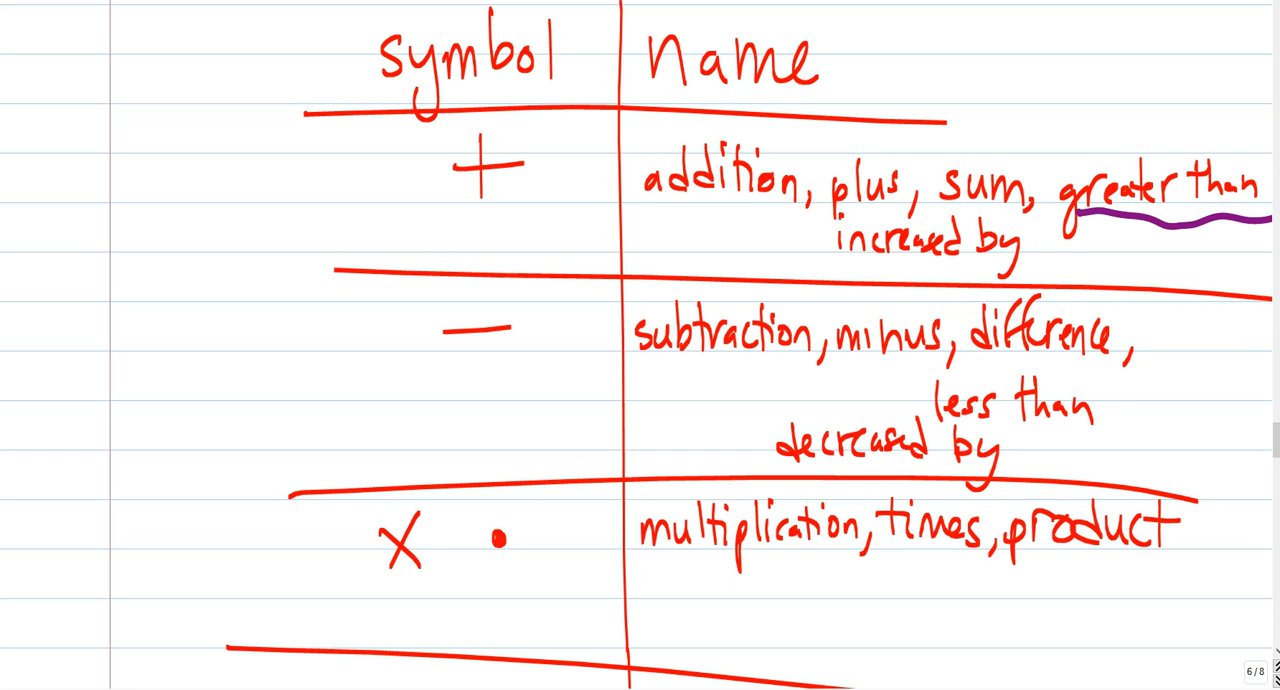 symbol name
+ addition, plus, sum, greater than
increased by
− subtraction, minus, difference,
less than
decreased by
x • multiplication, times, product
6 / 8